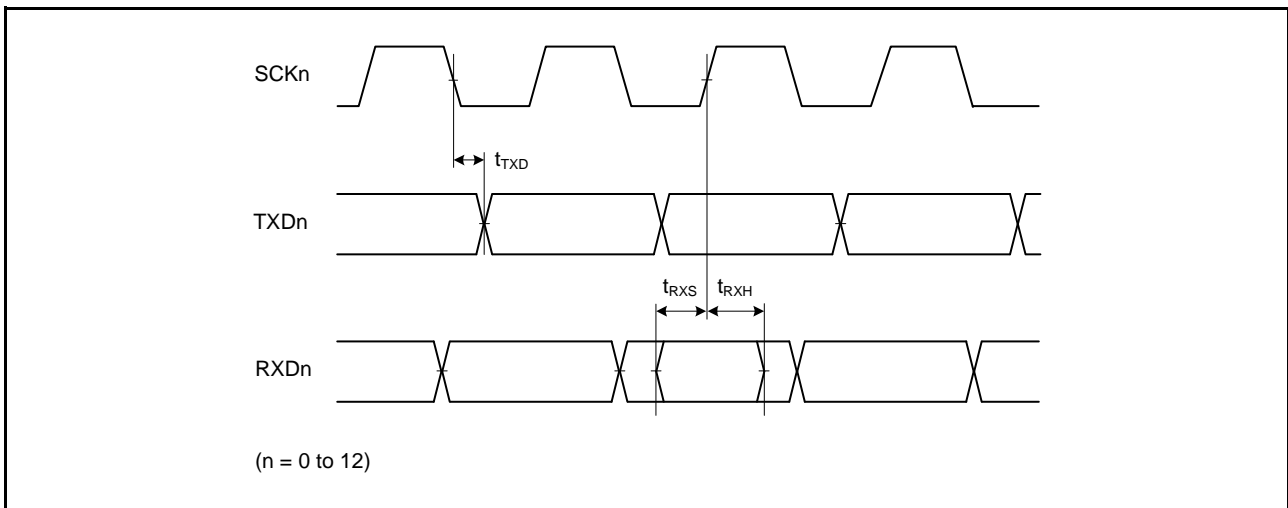 SCKn
tTXD
TXDn
tRXS tRXH
RXDn
(n = 0 to 12)